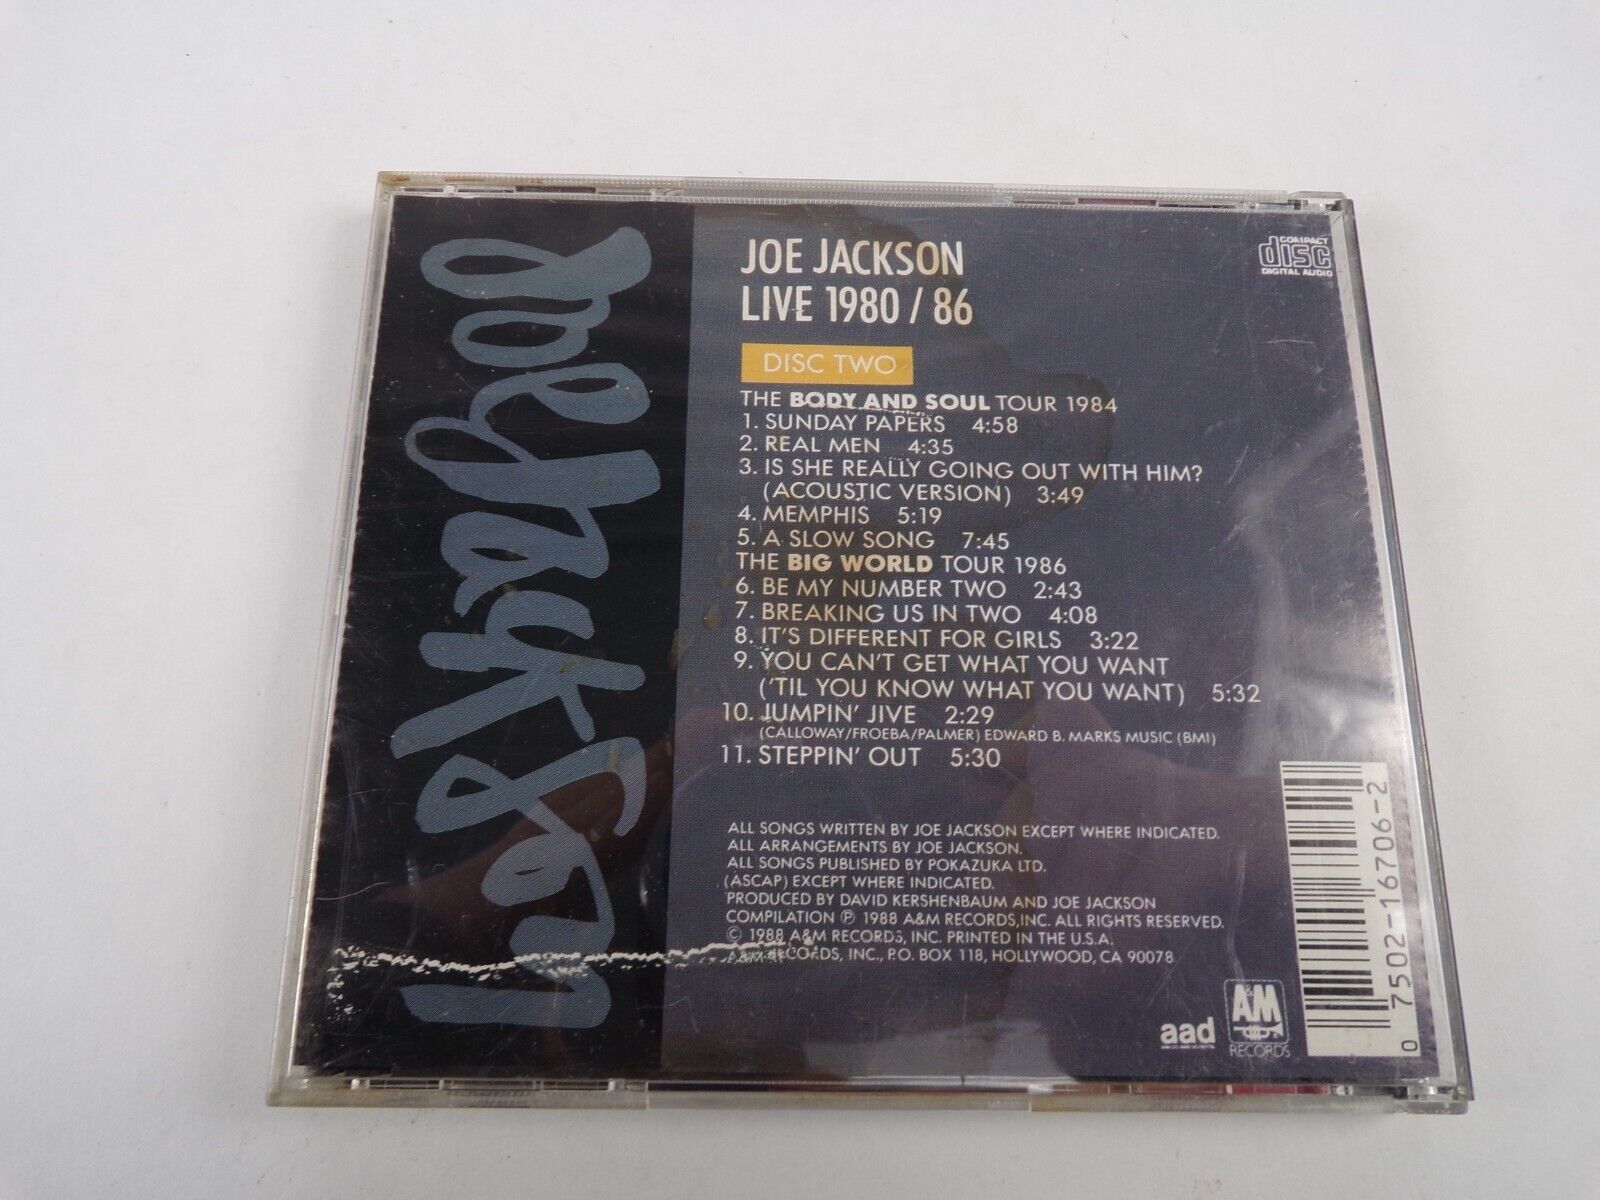 JOE JACKSON
LIVE 1980 / 86
COMPACT
disc
DIGITAL AUDIO
DISC TWO
THE BODY AND SOUL TOUR 1984
1. SUNDAY PAPERS 4:58
2. REAL MEN 4:35
3. IS SHE REALLY GOING OUT WITH HIM?
(ACOUSTIC VERSION) 3:49
4. MEMPHIS 5:19
5. A SLOW SONG 7:45
THE BIG WORLD TOUR 1986
6. BE MY NUMBER TWO 2:43
7. BREAKING US IN TWO 4:08
8. IT'S DIFFERENT FOR GIRLS 3:22
9. YOU CAN'T GET WHAT YOU WANT
('TIL YOU KNOW WHAT YOU WANT) 5:32
10. JUMPIN' JIVE 2:29
(CALLOWAY/FROEBA/PALMER) EDWARD B. MARKS MUSIC (BMI)
11. STEPPIN' OUT 5:30
ALL SONGS WRITTEN BY JOE JACKSON EXCEPT WHERE INDICATED.
ALL ARRANGEMENTS BY JOE JACKSON.
ALL SONGS PUBLISHED BY POKAZUKA LTD.
(ASCAP) EXCEPT WHERE INDICATED.
PRODUCED BY DAVID KERSHENBAUM AND JOE JACKSON
COMPILATION ℗ 1988 A&M RECORDS, INC. ALL RIGHTS RESERVED.
© 1988 A&M RECORDS, INC. PRINTED IN THE U.S.A.
A&M RECORDS, INC., P.O. BOX 118, HOLLYWOOD, CA 90078
aad
A&M
RECORDS
0 7502-16706-2
Jackson